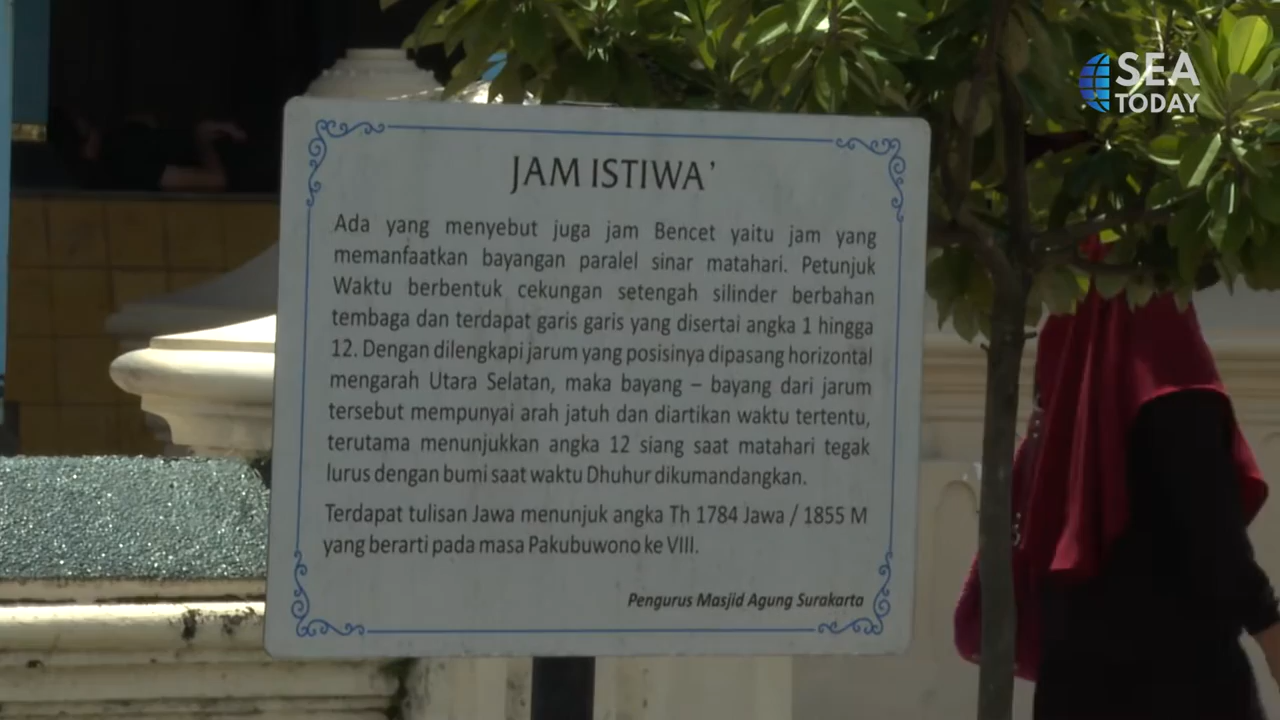 SEA
TODAY
JAM ISTIWA'
Ada yang menyebut juga jam Bencet yaitu jam yang
memanfaatkan bayangan paralel sinar matahari. Petunjuk
Waktu berbentuk cekungan setengah silinder berbahan
tembaga dan terdapat garis garis yang disertai angka 1 hingga
12. Dengan dilengkapi jarum yang posisinya dipasang horizontal
mengarah Utara Selatan, maka bayang – bayang dari jarum
tersebut mempunyai arah jatuh dan diartikan waktu tertentu,
terutama menunjukkan angka 12 siang saat matahari tegak
lurus dengan bumi saat waktu Dhuhur dikumandangkan.
Terdapat tulisan Jawa menunjuk angka Th 1784 Jawa / 1855 M
yang berarti pada masa Pakubuwono ke VIII.
Pengurus Masjid Agung Surakarta